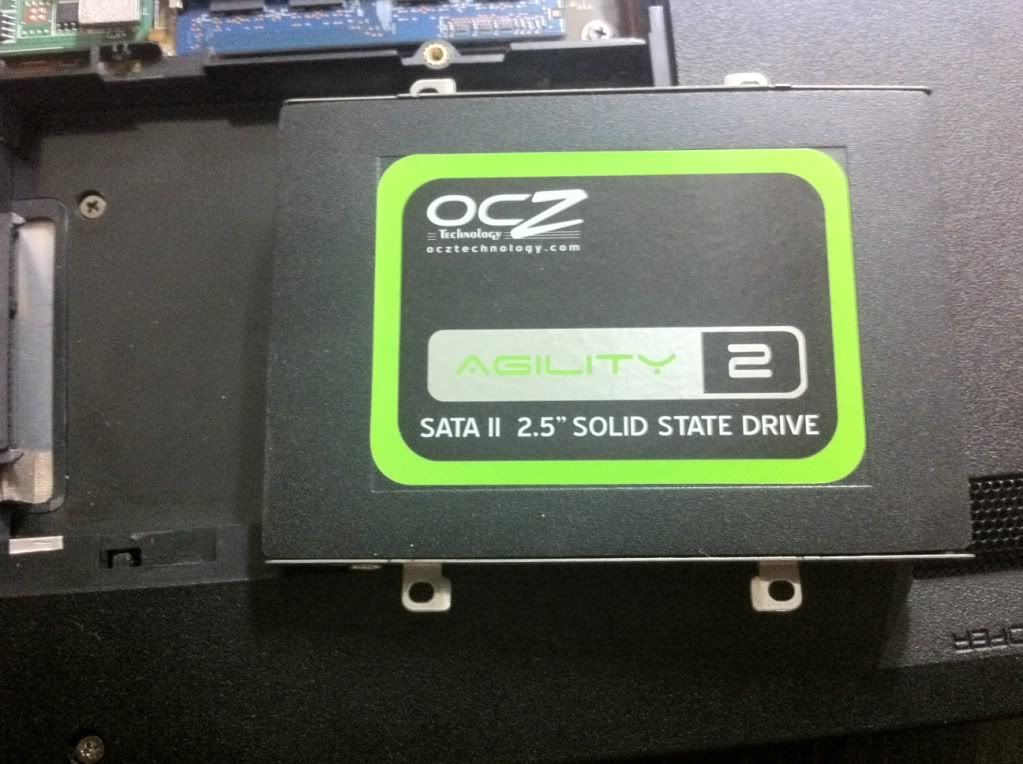 OCZ
Technology
ocztechnology.com
AGILITY 2
SATA II 2.5” SOLID STATE DRIVE